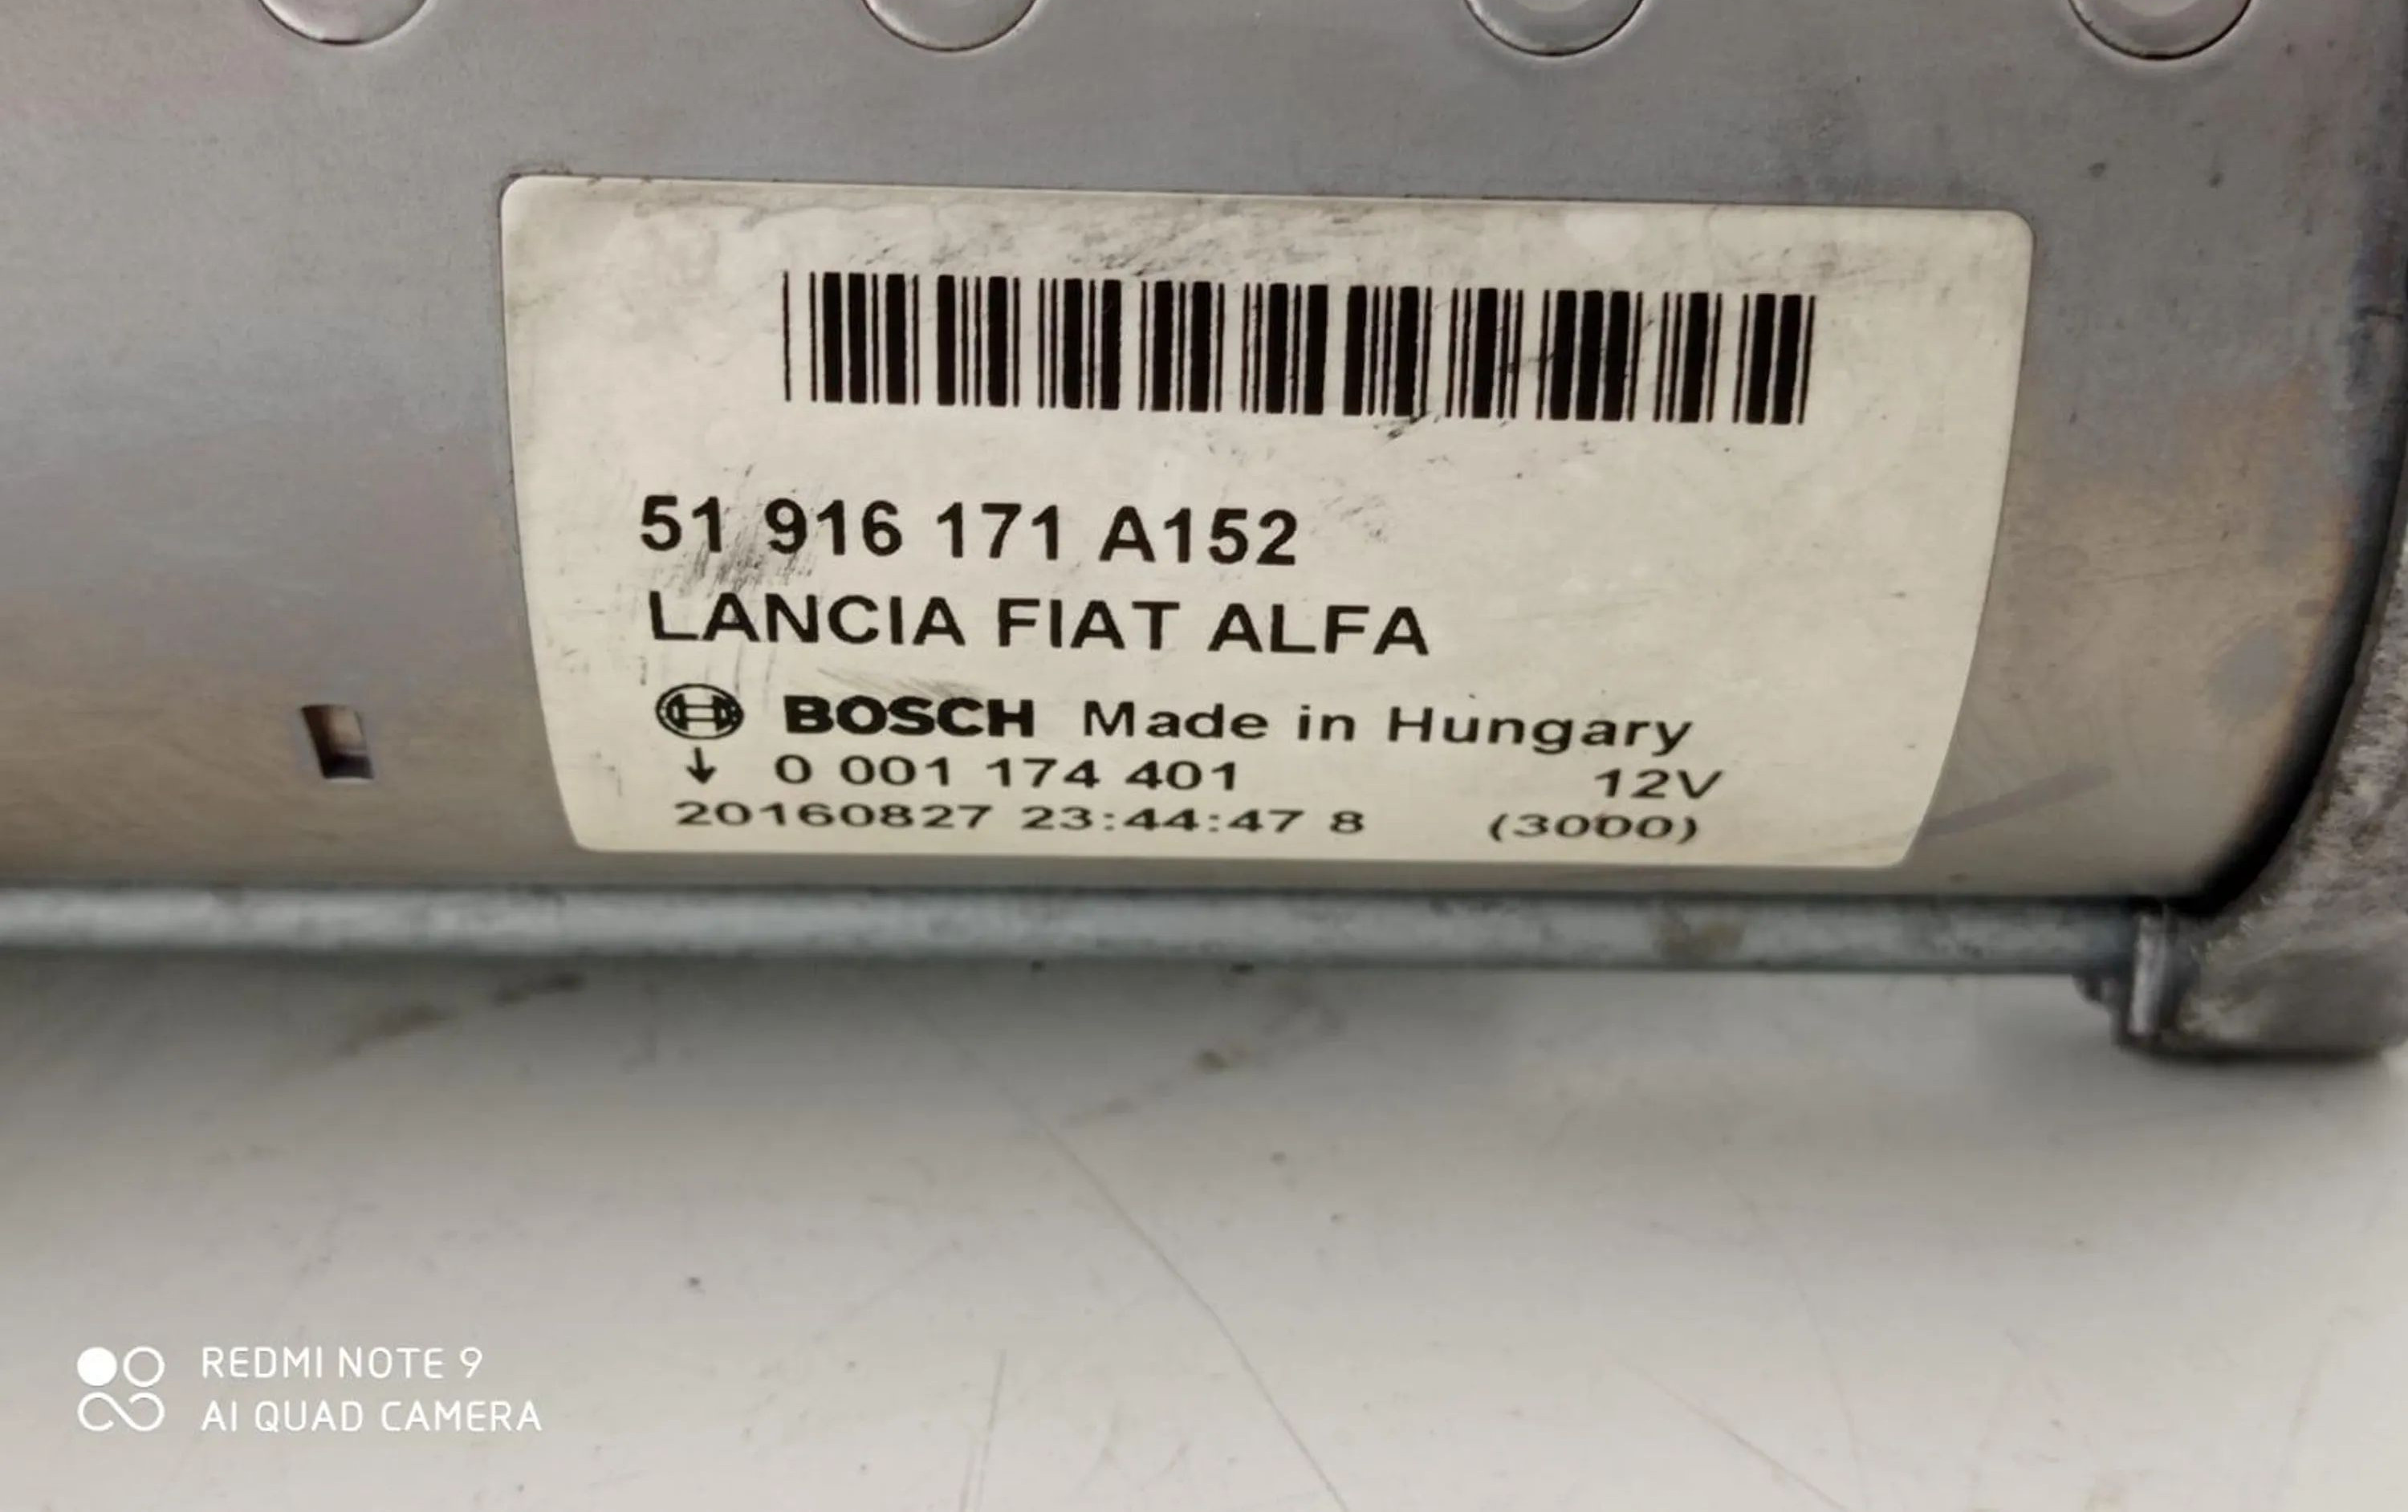 51 916 171 A152
LANCIA FIAT ALFA
BOSCH Made in Hungary
↓ 0 001 174 401 12V
20160827 23:44:47 8 (3000)
REDMI NOTE 9
AI QUAD CAMERA